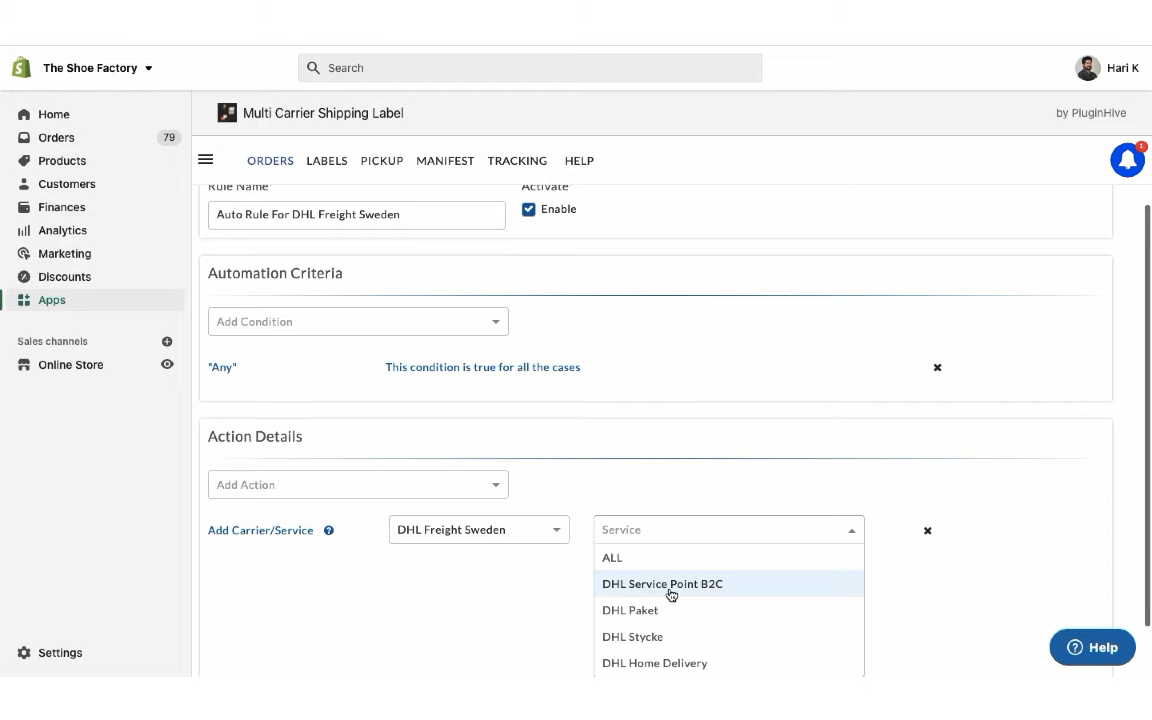 The Shoe Factory
Search
Hari K
Home
Orders 79
Products
Customers
Finances
Analytics
Marketing
Discounts
Apps
Sales channels
Online Store
Settings
Multi Carrier Shipping Label
by PluginHive
ORDERS LABELS PICKUP MANIFEST TRACKING HELP
1
Rule Name Activate
Auto Rule For DHL Freight Sweden Enable
Automation Criteria
Add Condition
"Any" This condition is true for all the cases
Action Details
Add Action
Add Carrier/Service DHL Freight Sweden Service
ALL
DHL Service Point B2C
DHL Paket
DHL Stycke
DHL Home Delivery
Help